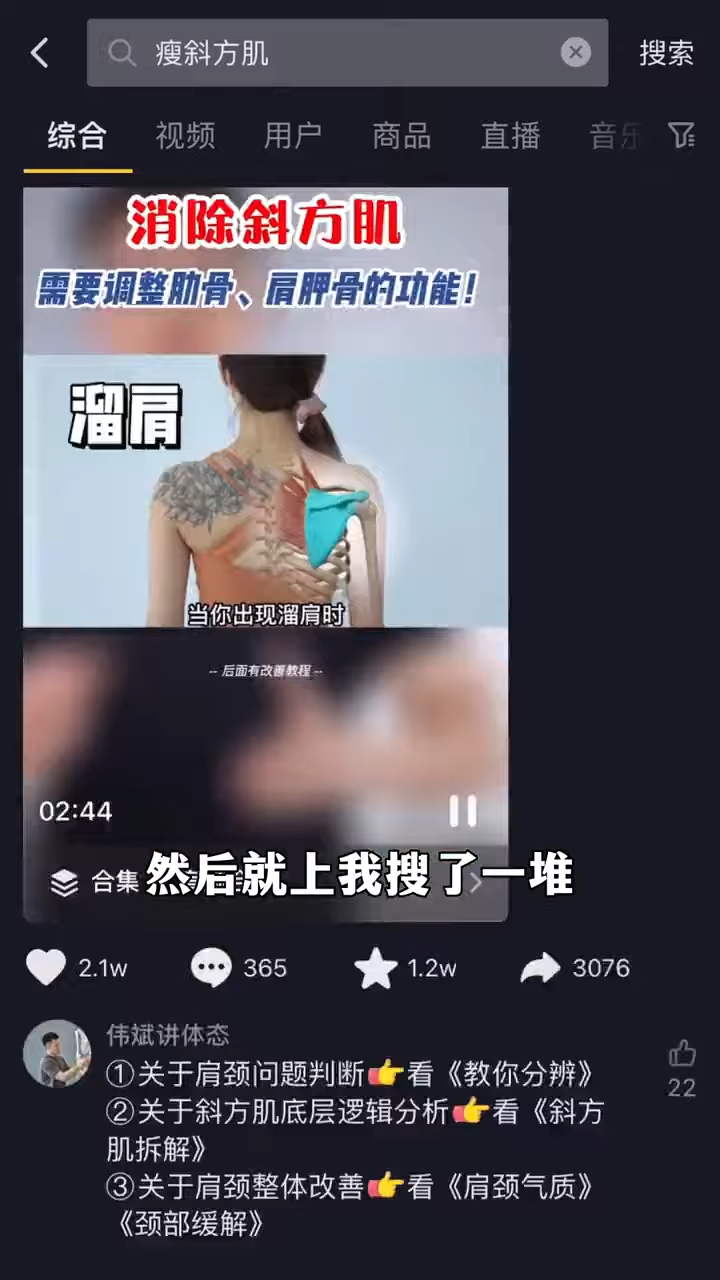 瘦斜方肌
搜索
综合 视频 用户 商品 直播 音乐
消除斜方肌
需要调整肋骨、肩胛骨的功能！
溜肩
当你出现溜肩时
-- 后面有改善教程 --
02:44
合集
然后就上我搜了一堆
2.1w 365 1.2w 3076
伟斌讲体态
①关于肩颈问题判断👉看《教你分辨》
②关于斜方肌底层逻辑分析👉看《斜方
肌拆解》
③关于肩颈整体改善👉看《肩颈气质》
《颈部缓解》
22